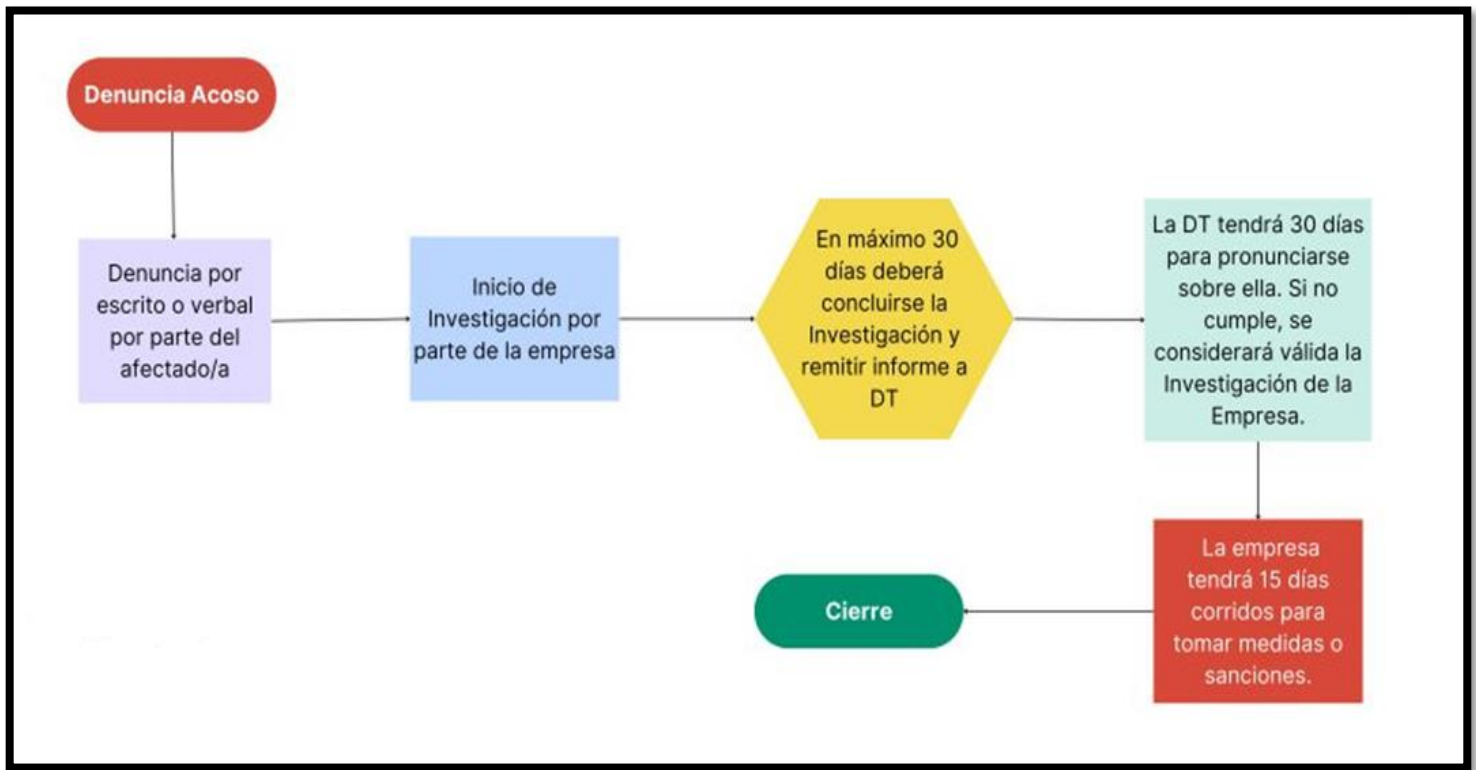 Denuncia Acoso
Denuncia por
escrito o verbal
por parte del
afectado/a
Inicio de
Investigación por
parte de la empresa
En máximo 30
días deberá
concluirse la
Investigación y
remitir informe a
DT
La DT tendrá 30 días
para pronunciarse
sobre ella. Si no
cumple, se
considerará válida la
Investigación de la
Empresa.
La empresa
tendrá 15 días
corridos para
tomar medidas o
sanciones.
Cierre